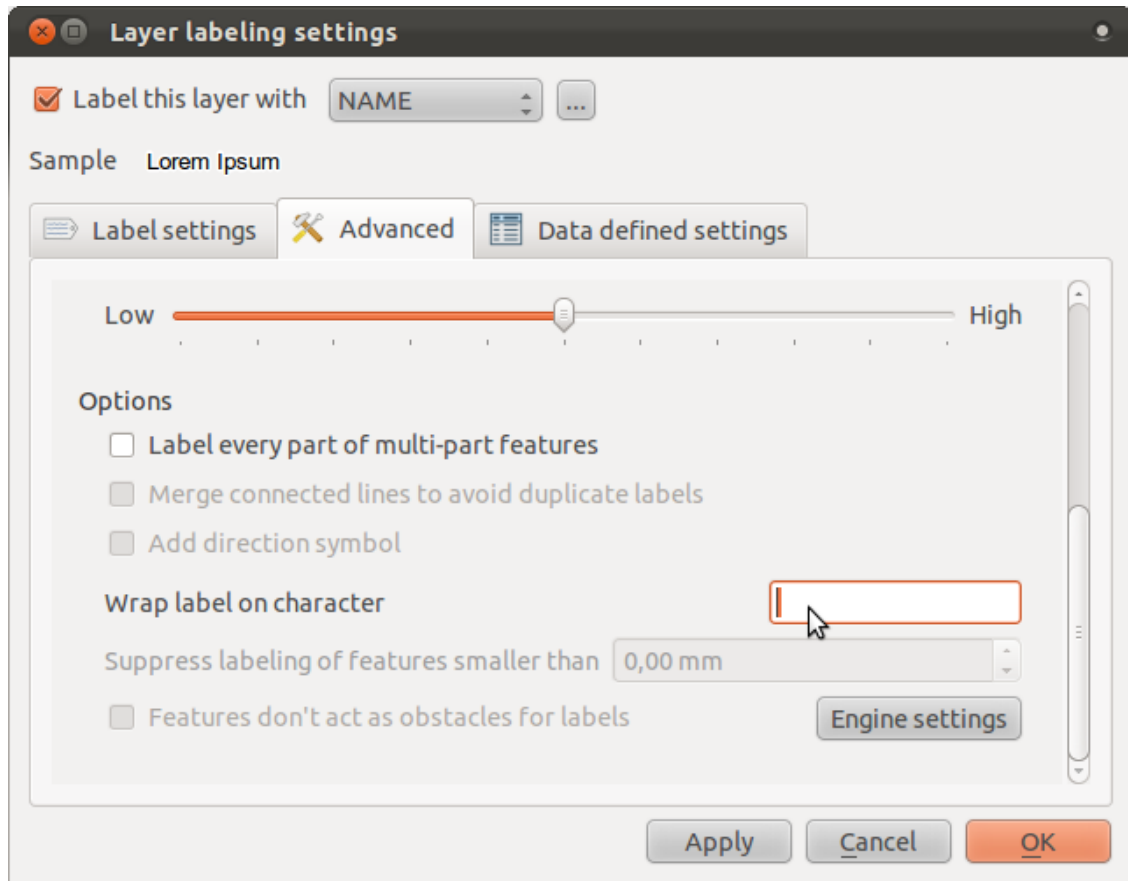 Layer labeling settings
Label this layer with NAME ...
Sample Lorem Ipsum
Label settings Advanced Data defined settings
Low High
Options
Label every part of multi-part features
Merge connected lines to avoid duplicate labels
Add direction symbol
Wrap label on character
Suppress labeling of features smaller than 0,00 mm
Features don't act as obstacles for labels Engine settings
Apply Cancel OK